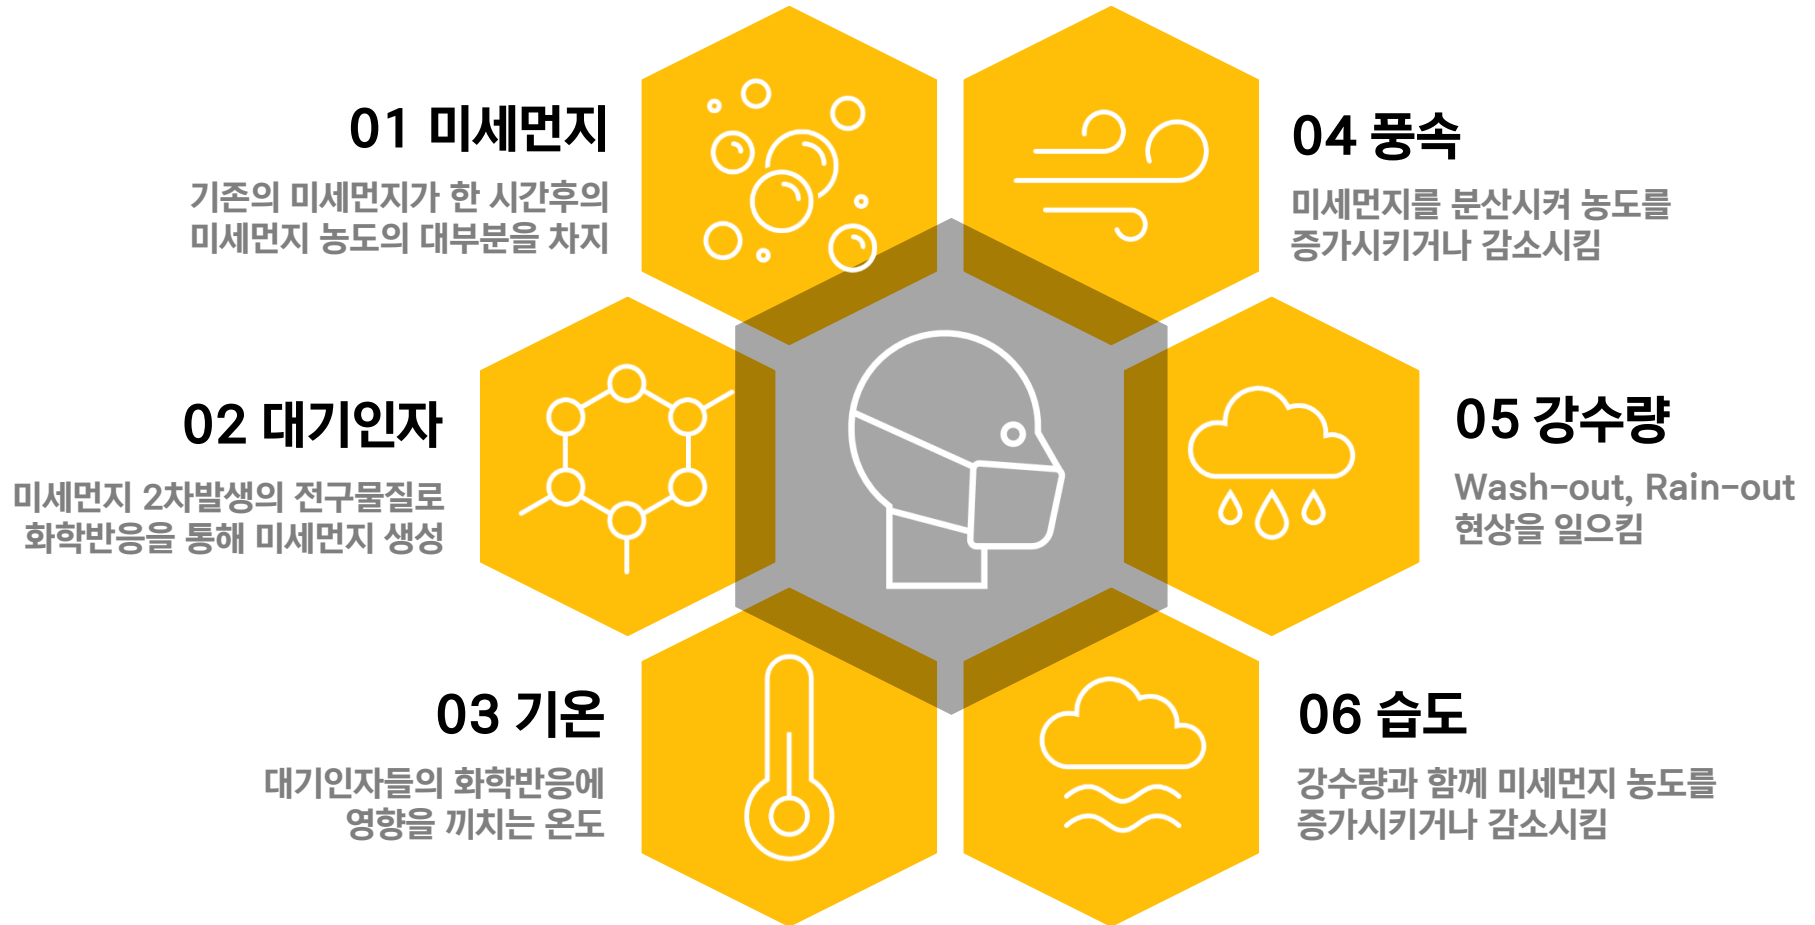 01 미세먼지
기존의 미세먼지가 한 시간후의
미세먼지 농도의 대부분을 차지
02 대기인자
미세먼지 2차발생의 전구물질로
화학반응을 통해 미세먼지 생성
03 기온
대기인자들의 화학반응에
영향을 끼치는 온도
04 풍속
미세먼지를 분산시켜 농도를
증가시키거나 감소시킴
05 강수량
Wash-out, Rain-out
현상을 일으킴
06 습도
강수량과 함께 미세먼지 농도를
증가시키거나 감소시킴